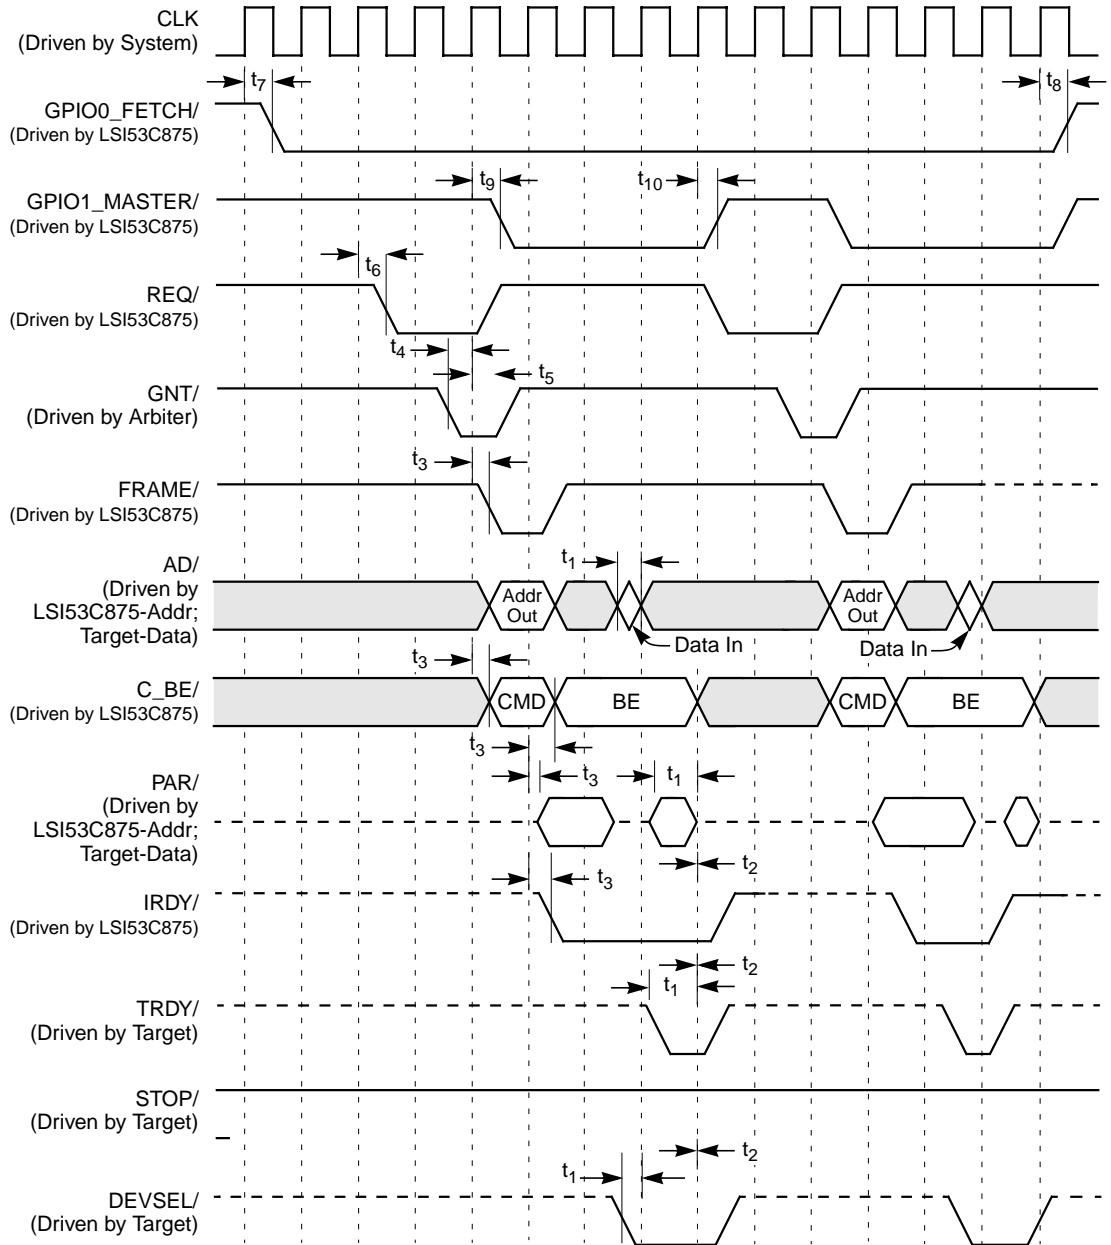 CLK
(Driven by System)
t7
t8
GPIO0_FETCH/
(Driven by LSI53C875)
t9
t10
GPIO1_MASTER/
(Driven by LSI53C875)
t6
REQ/
(Driven by LSI53C875)
t4
t5
GNT/
(Driven by Arbiter)
t3
FRAME/
(Driven by LSI53C875)
t1
AD/
(Driven by
LSI53C875-Addr;
Target-Data)
Addr
Out
Addr
Out
Data In
Data In
t3
C_BE/
(Driven by LSI53C875)
CMD
BE
CMD
BE
t3
t3
t1
PAR/
(Driven by
LSI53C875-Addr;
Target-Data)
t2
t3
IRDY/
(Driven by LSI53C875)
t2
t1
TRDY/
(Driven by Target)
STOP/
(Driven by Target)
t2
t1
DEVSEL/
(Driven by Target)